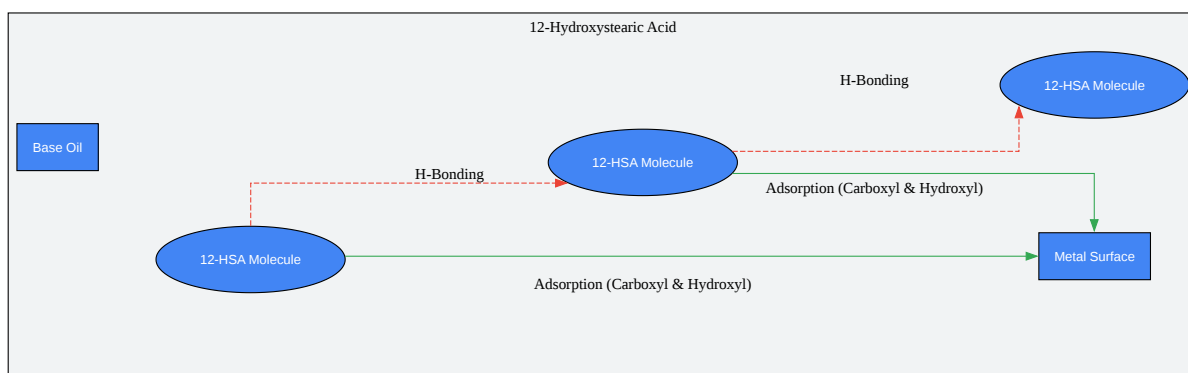 12-Hydroxystearic Acid
H-Bonding
12-HSA Molecule
Base Oil
12-HSA Molecule
H-Bonding
Adsorption (Carboxyl & Hydroxyl)
12-HSA Molecule
Metal Surface
Adsorption (Carboxyl & Hydroxyl)